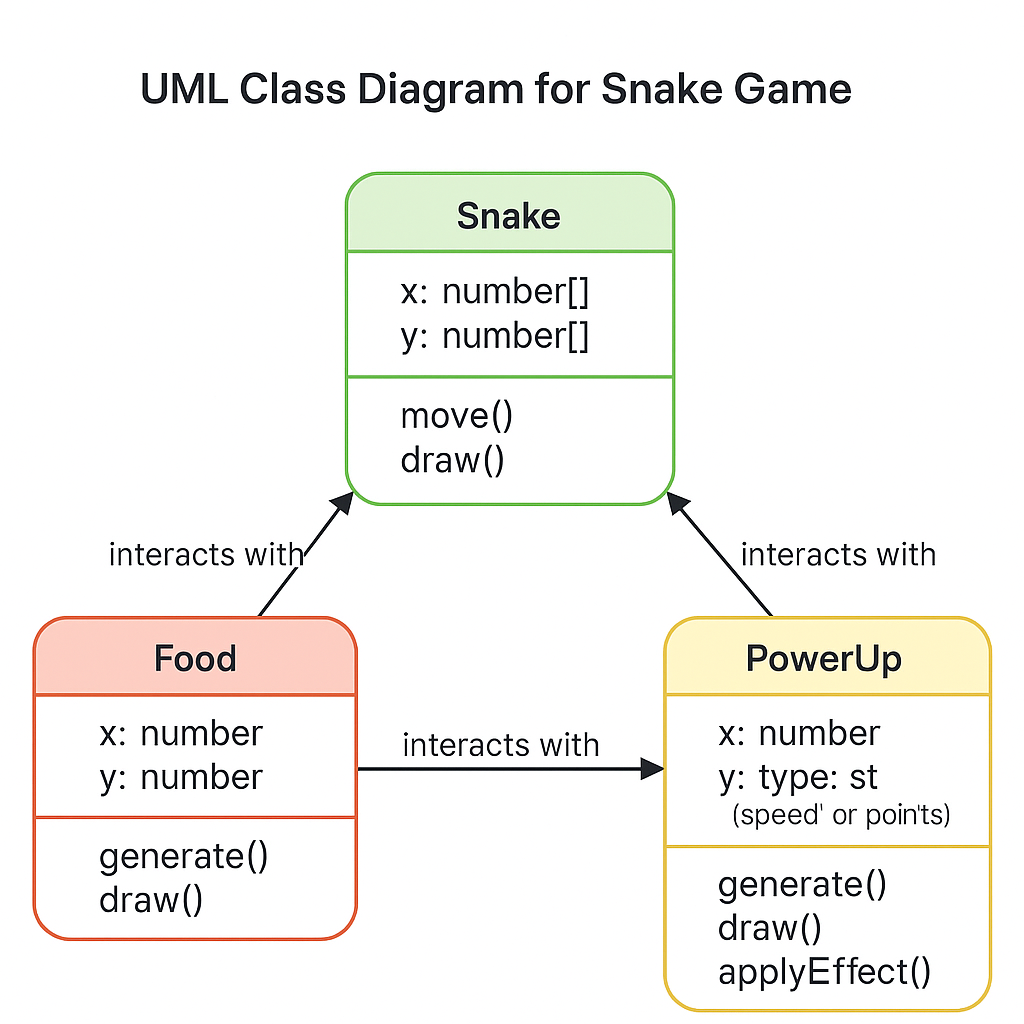 UML Class Diagram for Snake Game
Snake
x: number[]
y: number[]
move()
draw()
interacts with
interacts with
Food
x: number
y: number
generate()
draw()
interacts with
PowerUp
x: number
y: type: st
(speed' or poin'ts)
generate()
draw()
applyEffect()